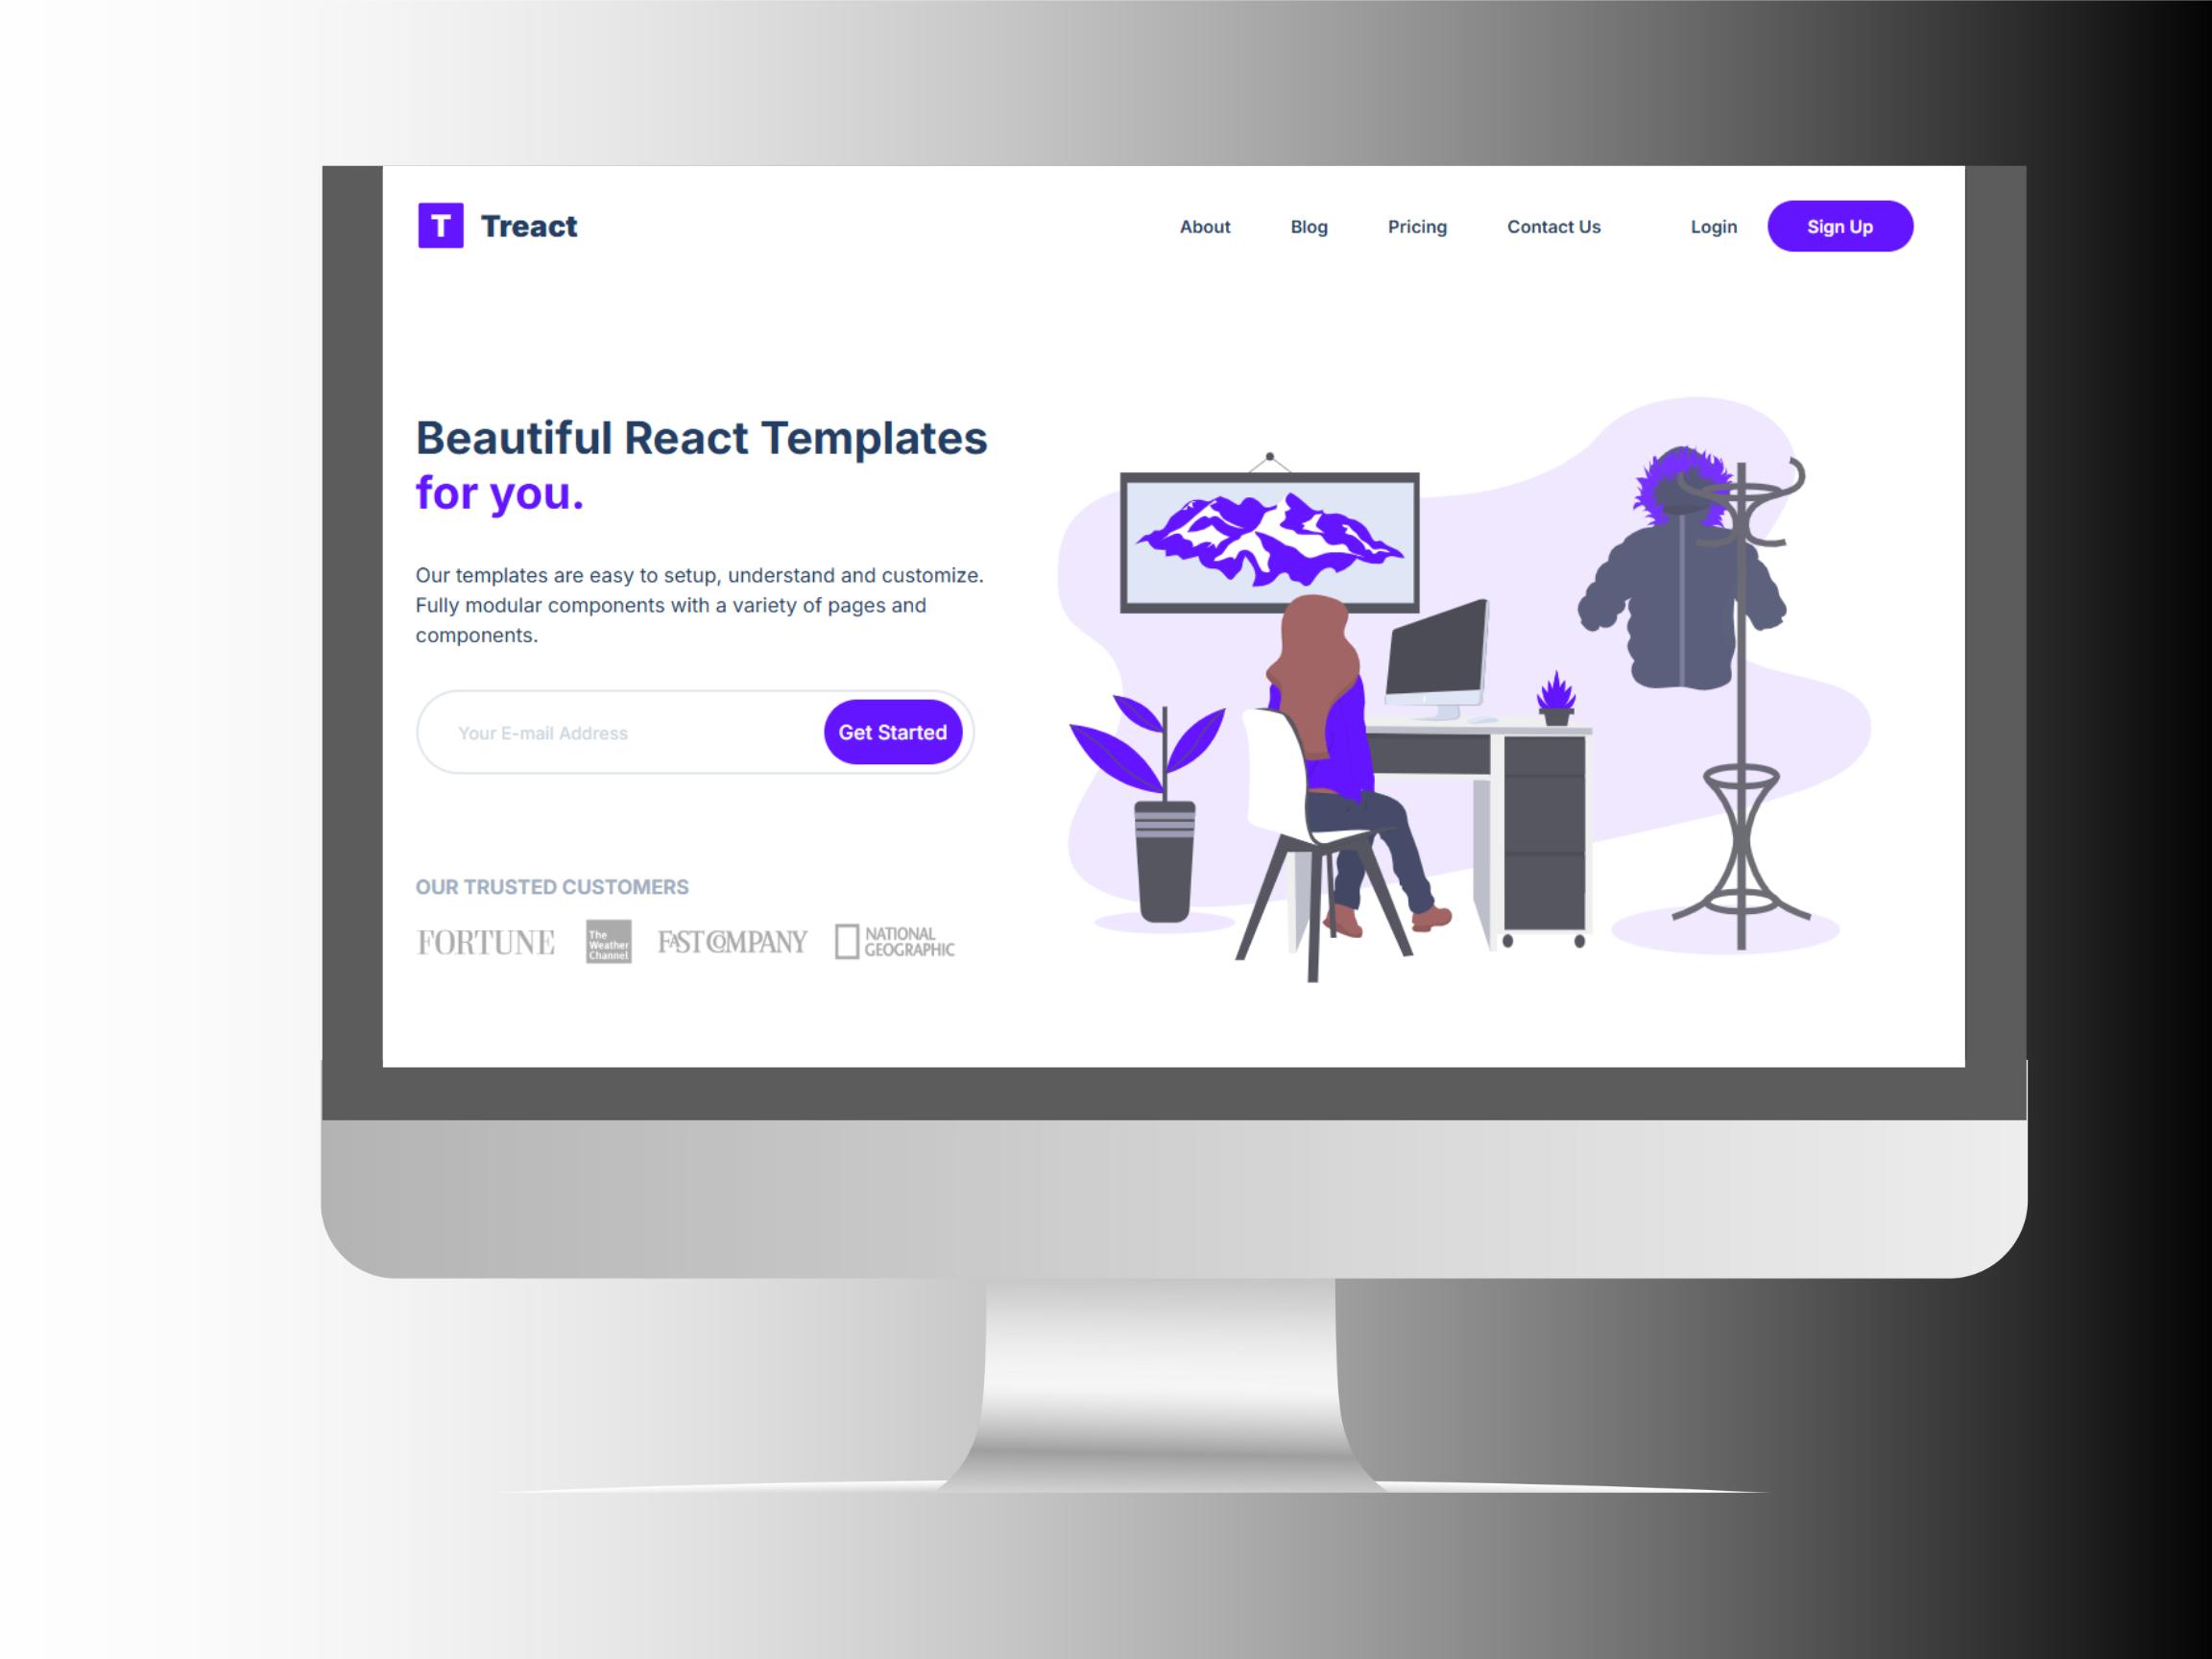 T Treact
About Blog Pricing Contact Us Login Sign Up
Beautiful React Templates
for you.
Our templates are easy to setup, understand and customize.
Fully modular components with a variety of pages and
components.
Your E-mail Address Get Started
OUR TRUSTED CUSTOMERS
FORTUNE
The
Weather
Channel
FAST COMPANY
NATIONAL
GEOGRAPHIC